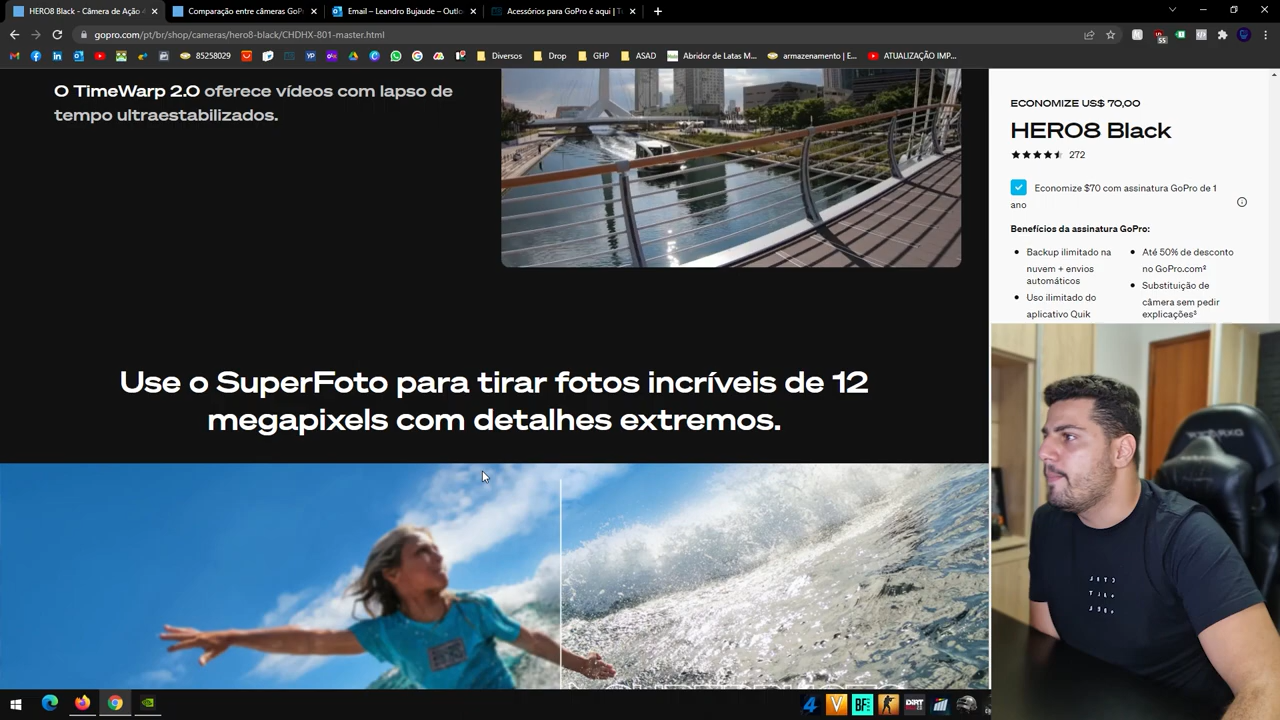 HERO8 Black - Câmera de Ação 4
Comparação entre câmeras GoP
Email – Leandro Bujaude – Outlo
Acessórios para GoPro é aqui | T
gopro.com/pt/br/shop/cameras/hero8-black/CHDHX-801-master.html
85258029
Diversos
Drop
GHP
ASAD
Abridor de Latas M...
armazenamento | E...
ATUALIZAÇÃO IMP...
O TimeWarp 2.0 oferece vídeos com lapso de
tempo ultraestabilizados.
ECONOMIZE US$ 70,00
HERO8 Black
272
Economize $70 com assinatura GoPro de 1
ano
Benefícios da assinatura GoPro:
Backup ilimitado na
nuvem + envios
automáticos
Uso ilimitado do
aplicativo Quik
Até 50% de desconto
no GoPro.com²
Substituição de
câmera sem pedir
explicações³
Use o SuperFoto para tirar fotos incríveis de 12
megapixels com detalhes extremos.